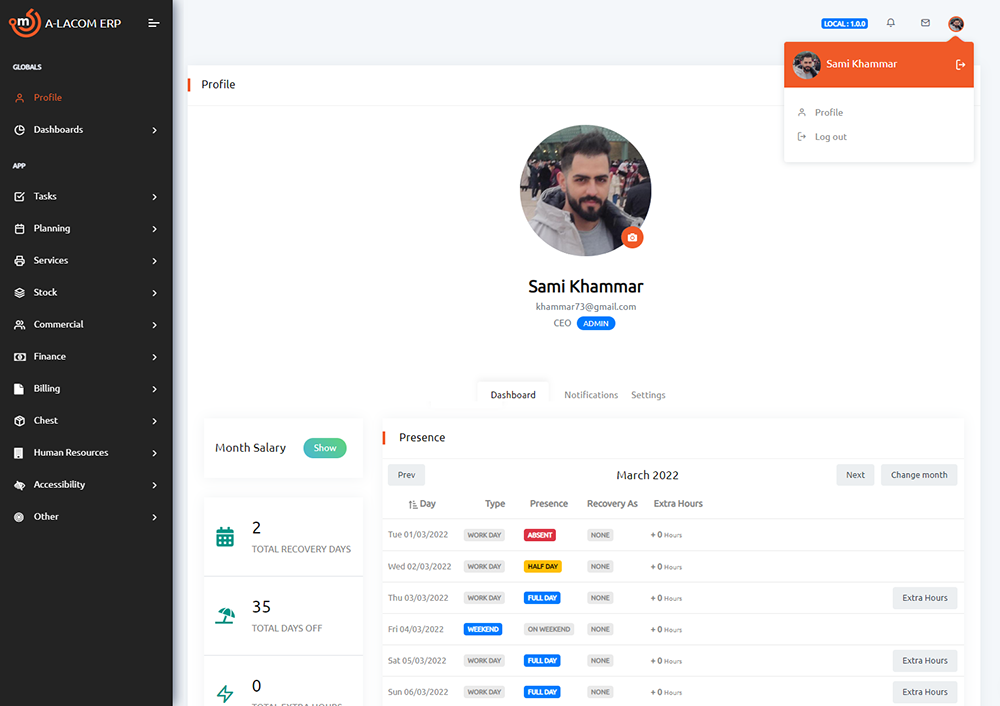 m A-LACOM ERP
LOCAL : 1.0.0
GLOBALS
Profile
Dashboards
APP
Tasks
Planning
Services
Stock
Commercial
Finance
Billing
Chest
Human Resources
Accessibility
Other
Sami Khammar
Profile
Log out
Profile
Sami Khammar
khammar73@gmail.com
CEO ADMIN
Dashboard Notifications Settings
Month Salary Show
2
TOTAL RECOVERY DAYS
35
TOTAL DAYS OFF
0
TOTAL EXTRA HOURS
Presence
Prev March 2022 Next Change month
Day Type Presence Recovery As Extra Hours
Tue 01/03/2022 WORK DAY ABSENT NONE + 0 Hours
Wed 02/03/2022 WORK DAY HALF DAY NONE + 0 Hours
Thu 03/03/2022 WORK DAY FULL DAY NONE + 0 Hours Extra Hours
Fri 04/03/2022 WEEKEND ON WEEKEND NONE + 0 Hours
Sat 05/03/2022 WORK DAY FULL DAY NONE + 0 Hours Extra Hours
Sun 06/03/2022 WORK DAY FULL DAY NONE + 0 Hours Extra Hours